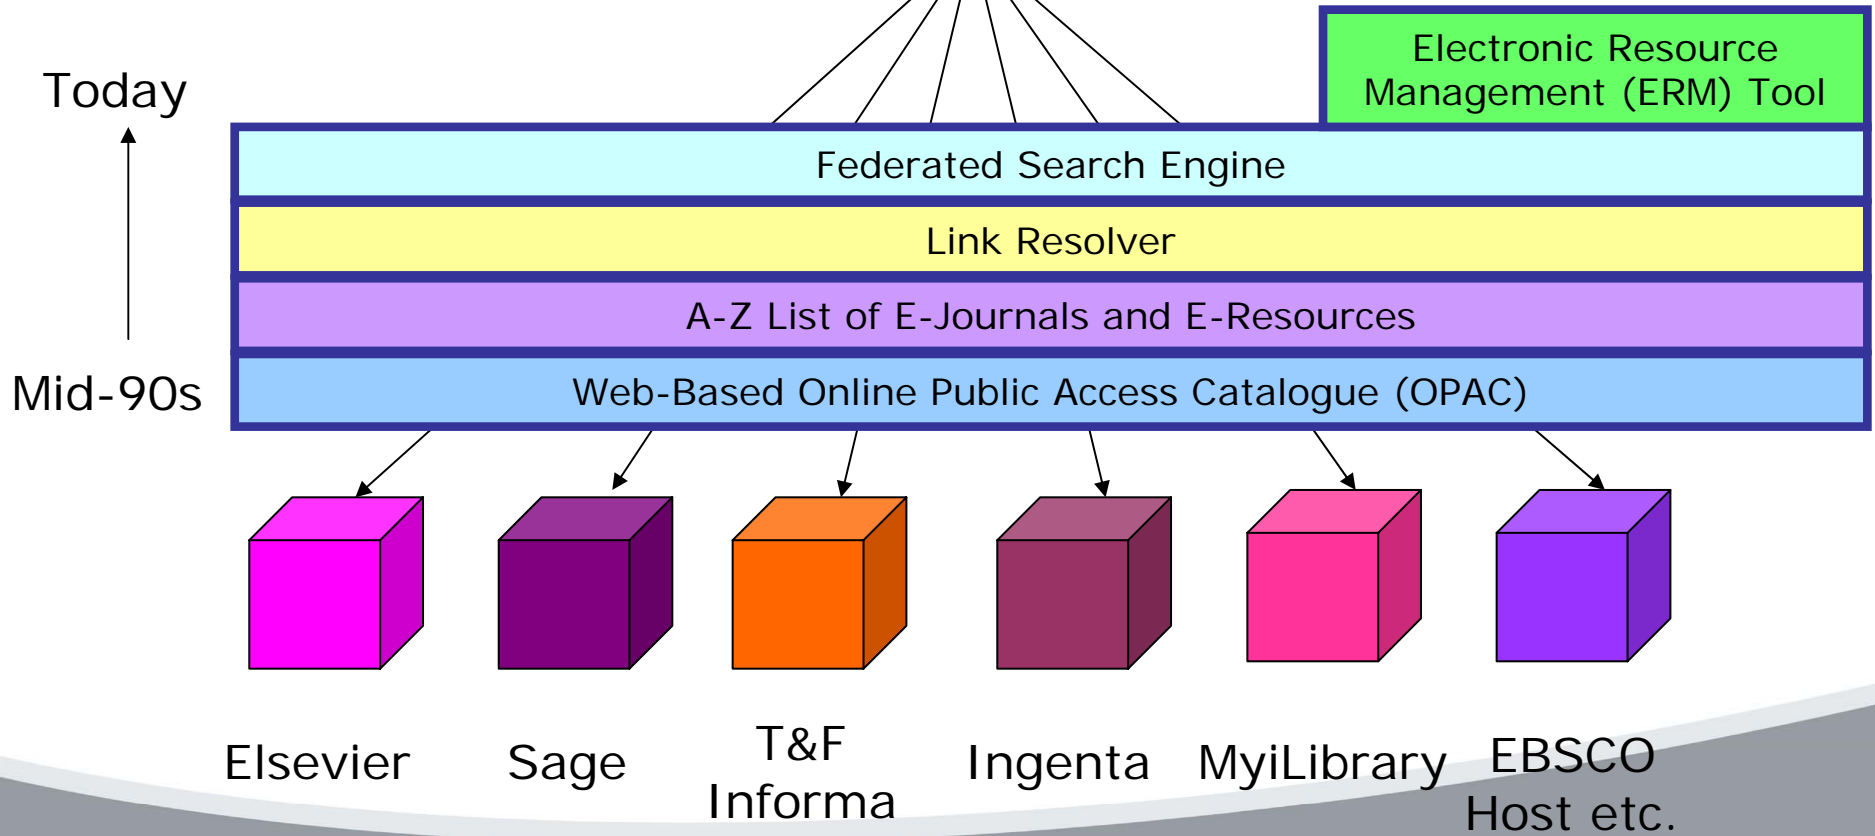 Electronic Resource
Management (ERM) Tool
Today
Federated Search Engine
Link Resolver
A-Z List of E-Journals and E-Resources
Mid-90s
Web-Based Online Public Access Catalogue (OPAC)
Elsevier
Sage
T&F
Informa
Ingenta
MyiLibrary
EBSCO
Host etc.